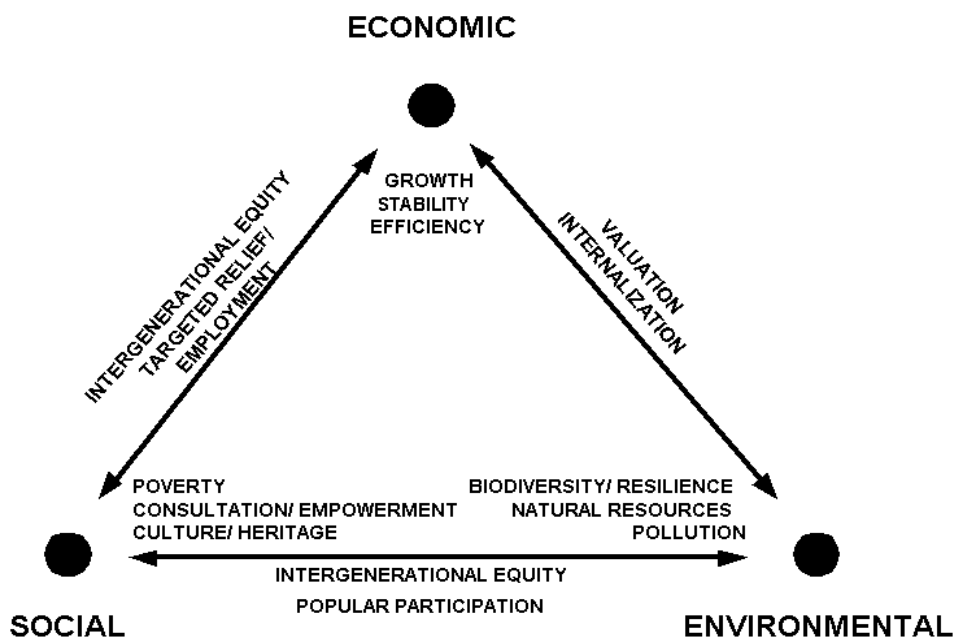 ECONOMIC
GROWTH
STABILITY
EFFICIENCY
INTERGENERATIONAL EQUITY
TARGETED RELIEF/
EMPLOYMENT
VALUATION
INTERNALIZATION
POVERTY
CONSULTATION/ EMPOWERMENT
CULTURE/ HERITAGE
BIODIVERSITY/ RESILIENCE
NATURAL RESOURCES
POLLUTION
INTERGENERATIONAL EQUITY
POPULAR PARTICIPATION
SOCIAL
ENVIRONMENTAL